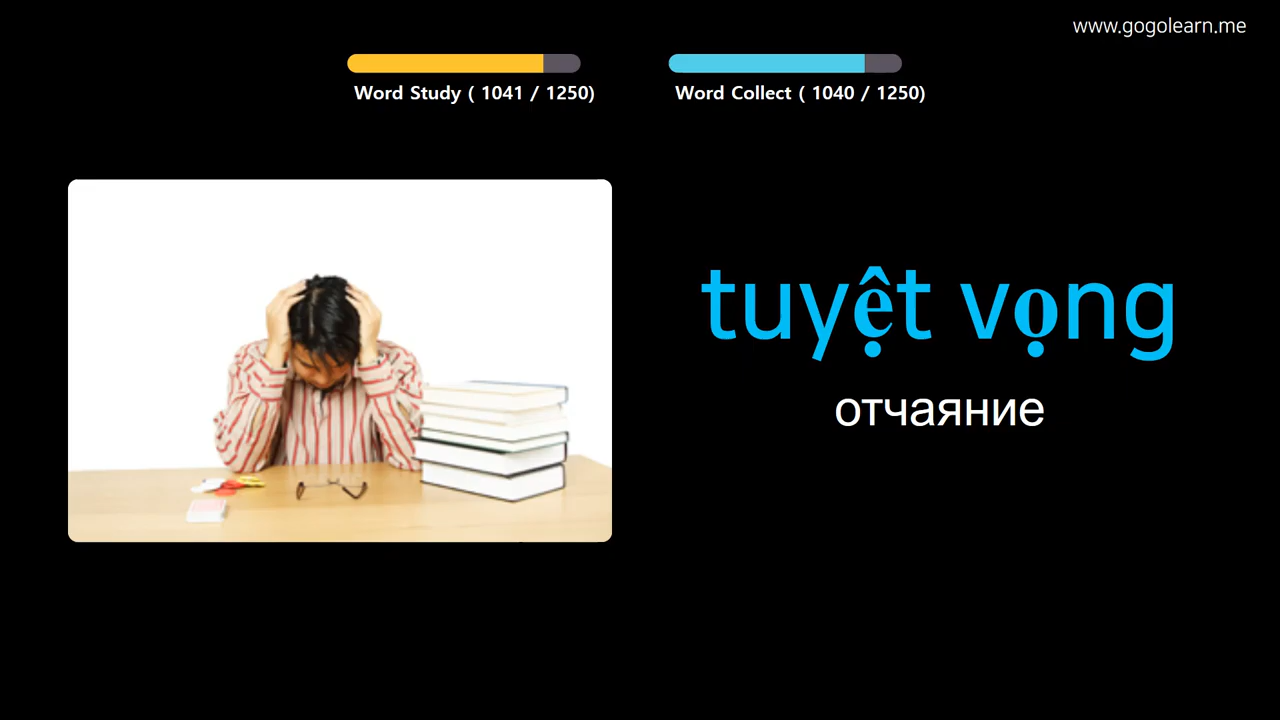 www.gogolearn.me
Word Study ( 1041 / 1250)
Word Collect ( 1040 / 1250)
tuyệt vọng
отчаяние